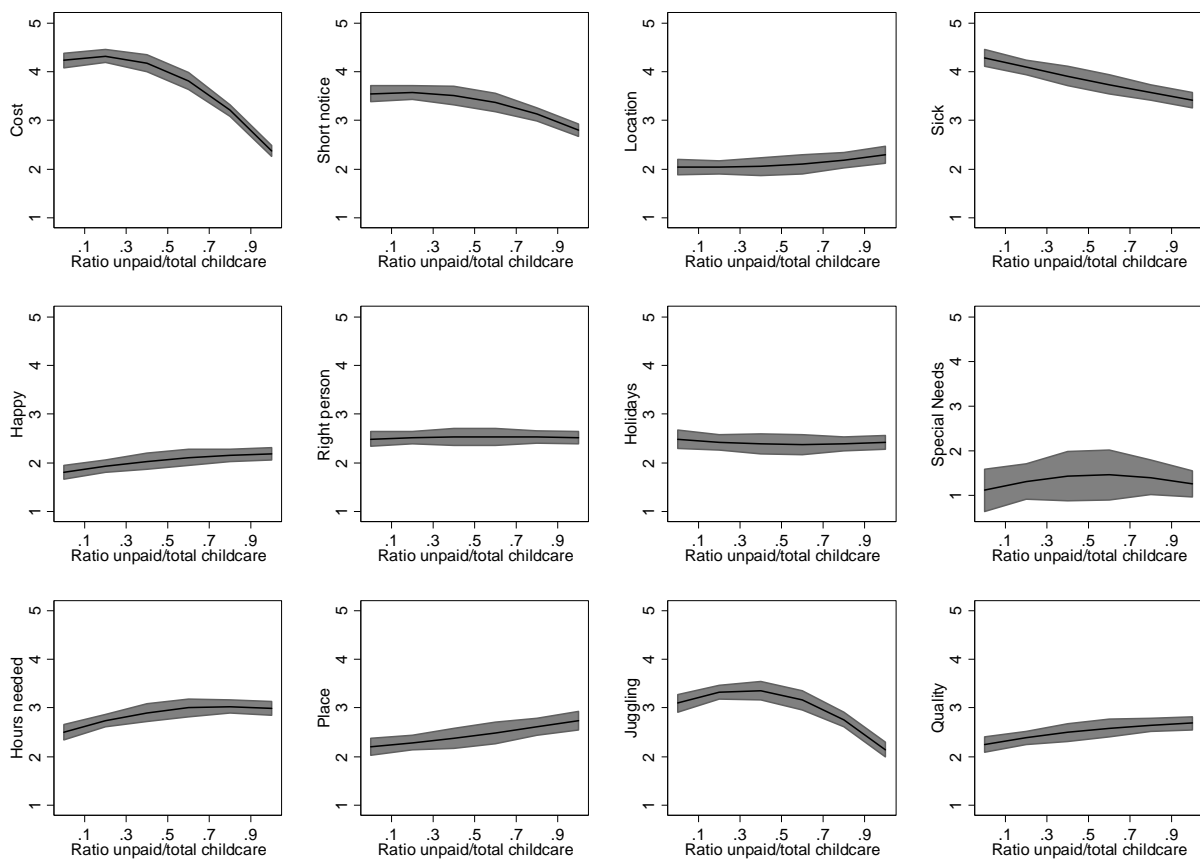 Cost
5
4
3
2
1
.1 .3 .5 .7 .9
Ratio unpaid/total childcare
Short notice
5
4
3
2
1
.1 .3 .5 .7 .9
Ratio unpaid/total childcare
Location
5
4
3
2
1
.1 .3 .5 .7 .9
Ratio unpaid/total childcare
Sick
5
4
3
2
1
.1 .3 .5 .7 .9
Ratio unpaid/total childcare
Happy
5
4
3
2
1
.1 .3 .5 .7 .9
Ratio unpaid/total childcare
Right person
5
4
3
2
1
.1 .3 .5 .7 .9
Ratio unpaid/total childcare
Holidays
5
4
3
2
1
.1 .3 .5 .7 .9
Ratio unpaid/total childcare
Special Needs
5
4
3
2
1
.1 .3 .5 .7 .9
Ratio unpaid/total childcare
Hours needed
5
4
3
2
1
.1 .3 .5 .7 .9
Ratio unpaid/total childcare
Place
5
4
3
2
1
.1 .3 .5 .7 .9
Ratio unpaid/total childcare
Juggling
5
4
3
2
1
.1 .3 .5 .7 .9
Ratio unpaid/total childcare
Quality
5
4
3
2
1
.1 .3 .5 .7 .9
Ratio unpaid/total childcare